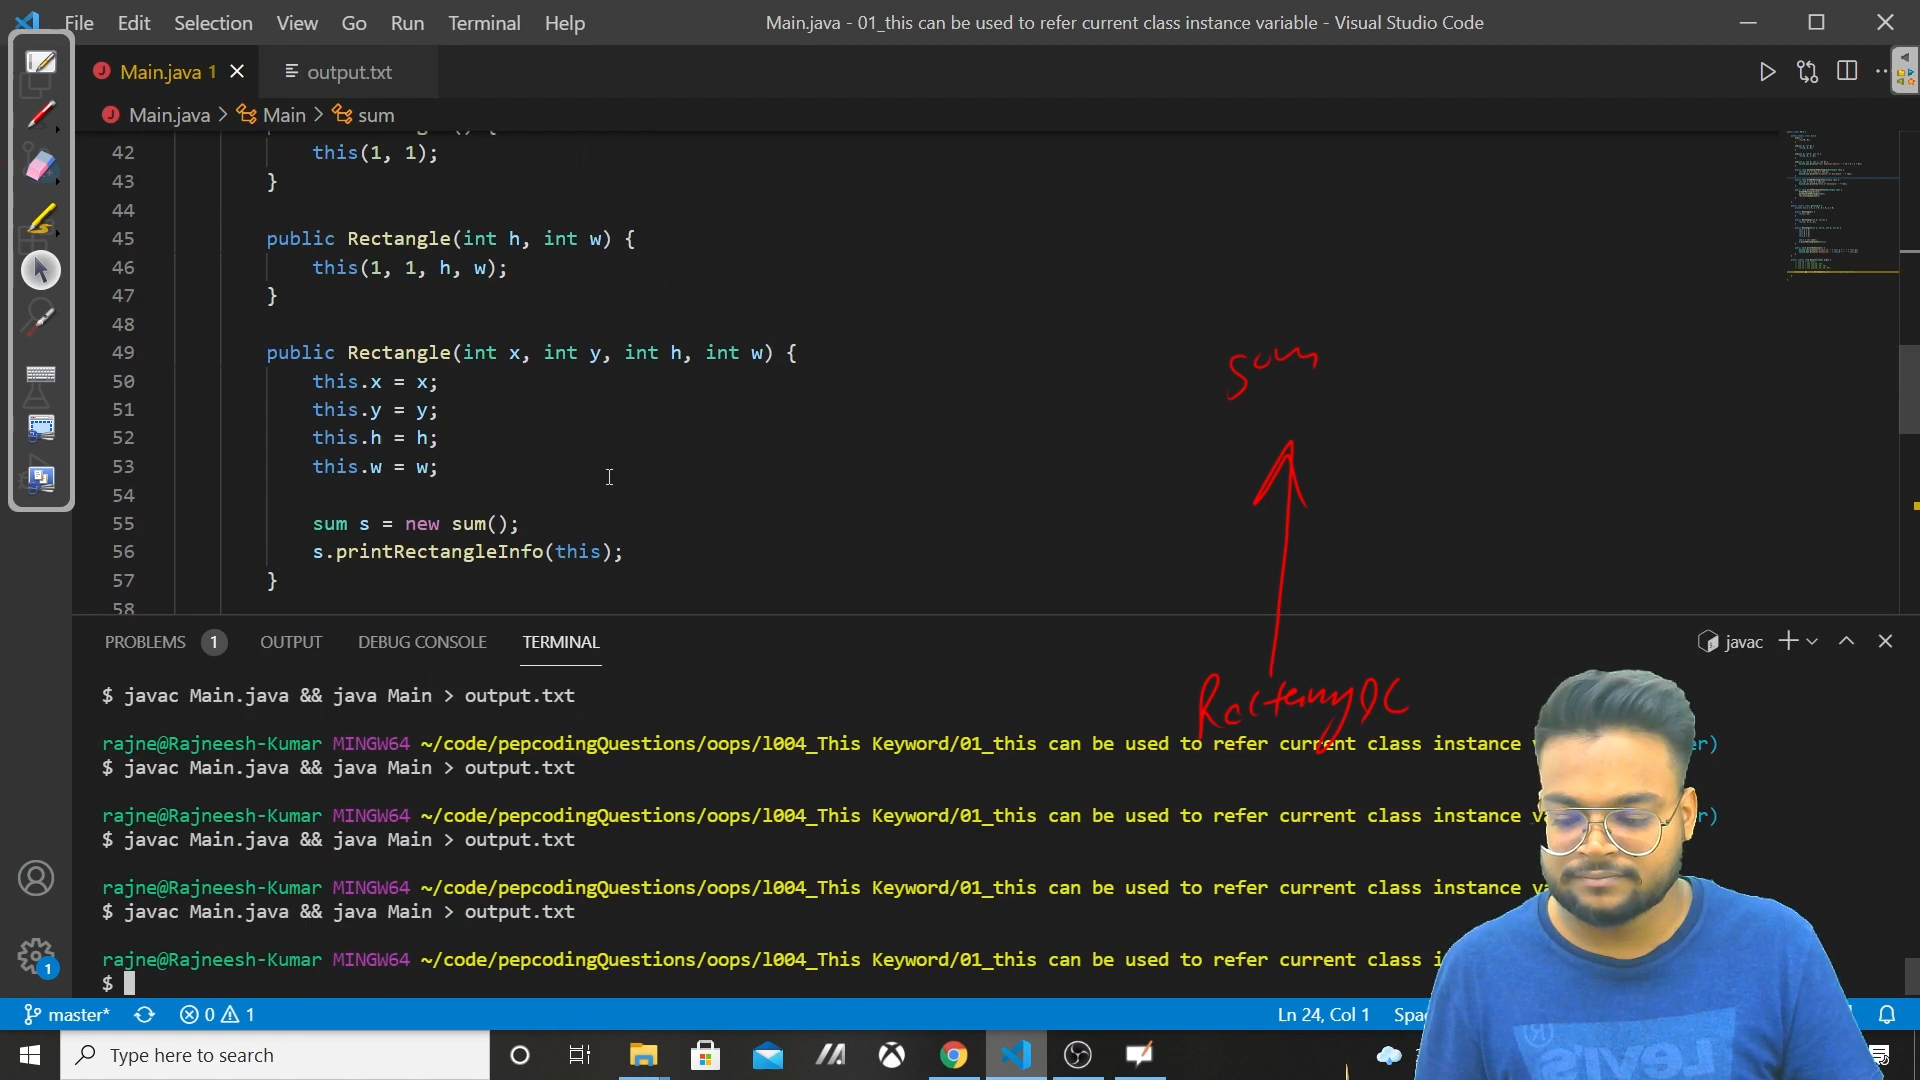 File Edit Selection View Go Run Terminal Help
Main.java - 01_this can be used to refer current class instance variable - Visual Studio Code
Main.java 1
output.txt
Main.java > Main > sum
42 this(1, 1);
43 }
44
45 public Rectangle(int h, int w) {
46 this(1, 1, h, w);
47 }
48
49 public Rectangle(int x, int y, int h, int w) {
50 this.x = x;
51 this.y = y;
52 this.h = h;
53 this.w = w;
54
55 sum s = new sum();
56 s.printRectangleInfo(this);
57 }
58
sum
Rectangle
PROBLEMS 1 OUTPUT DEBUG CONSOLE TERMINAL
javac
$ javac Main.java && java Main > output.txt
rajne@Rajneesh-Kumar MINGW64 ~/code/pepcodingQuestions/oops/l004_This Keyword/01_this can be used to refer current class instance v er)
$ javac Main.java && java Main > output.txt
rajne@Rajneesh-Kumar MINGW64 ~/code/pepcodingQuestions/oops/l004_This Keyword/01_this can be used to refer current class instance va r)
$ javac Main.java && java Main > output.txt
rajne@Rajneesh-Kumar MINGW64 ~/code/pepcodingQuestions/oops/l004_This Keyword/01_this can be used to refer current class instance va
$ javac Main.java && java Main > output.txt
rajne@Rajneesh-Kumar MINGW64 ~/code/pepcodingQuestions/oops/l004_This Keyword/01_this can be used to refer current class i
$
1
master* 0 1
Ln 24, Col 1 Spac
Type here to search
LEVI'S